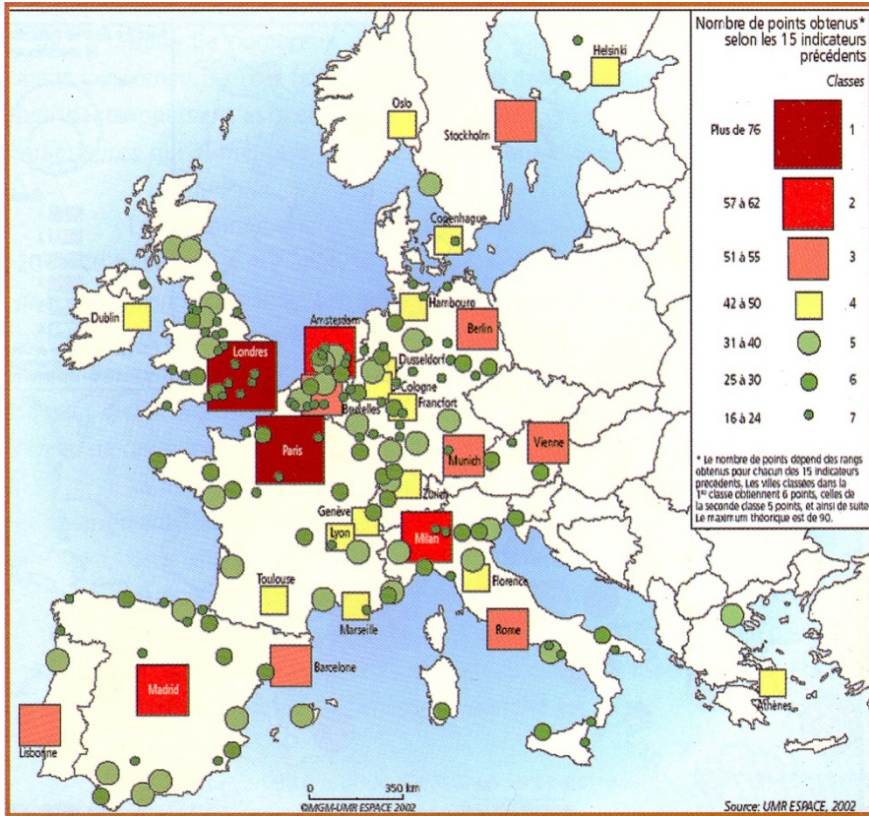 Nombre de points obtenus*
selon les 15 indicateurs
précédents
Classes
Plus de 76
1
57 à 62
2
51 à 55
3
42 à 50
4
31 à 40
5
25 à 30
6
16 à 24
7
* Le nombre de points dépend des rangs
obtenus pour chacun des 15 indicateurs
précédents. Les villes classées dans la
1re classe obtiennent 6 points, celles de
la seconde classe 5 points, et ainsi de suite.
Le maximum théorique est de 90.
Helsinki
Oslo
Stockholm
Copenhague
Dublin
Hambourg
Amsterdam
Berlin
Londres
Dusseldorf
Cologne
Bruxelles
Francfort
Paris
Munich
Vienne
Zurich
Genève
Lyon
Milan
Toulouse
Florence
Marseille
Rome
Barcelone
Madrid
Athènes
Lisbonne
0 350 km
©MGM-UMR ESPACE 2002
Source: UMR ESPACE, 2002